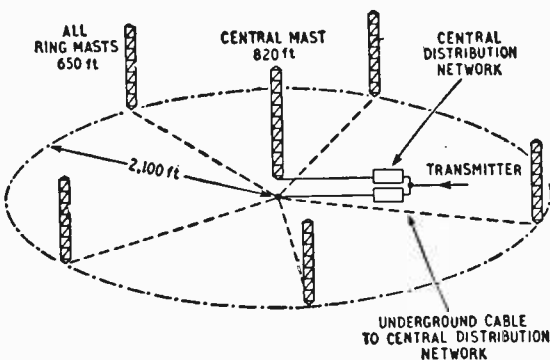 ALL
RING MASTS
650 ft
CENTRAL MAST
820 ft
CENTRAL
DISTRIBUTION
NETWORK
2,100 ft
TRANSMITTER
UNDERGROUND CABLE
TO CENTRAL DISTRIBUTION
NETWORK